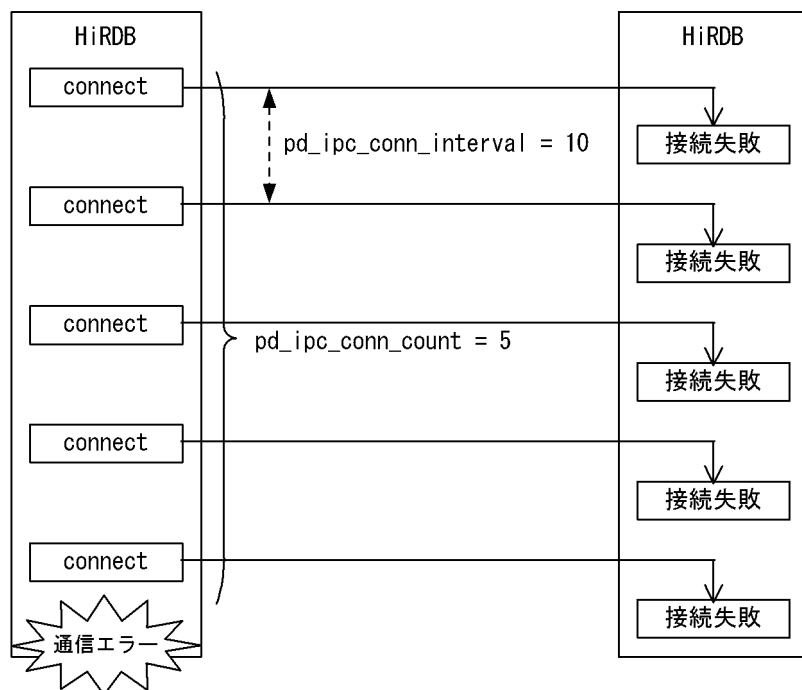 HiRDB
HiRDB
connect
接続失敗
pd_ipc_conn_interval = 10
connect
接続失敗
connect
pd_ipc_conn_count = 5
接続失敗
connect
接続失敗
connect
接続失敗
通信エラー